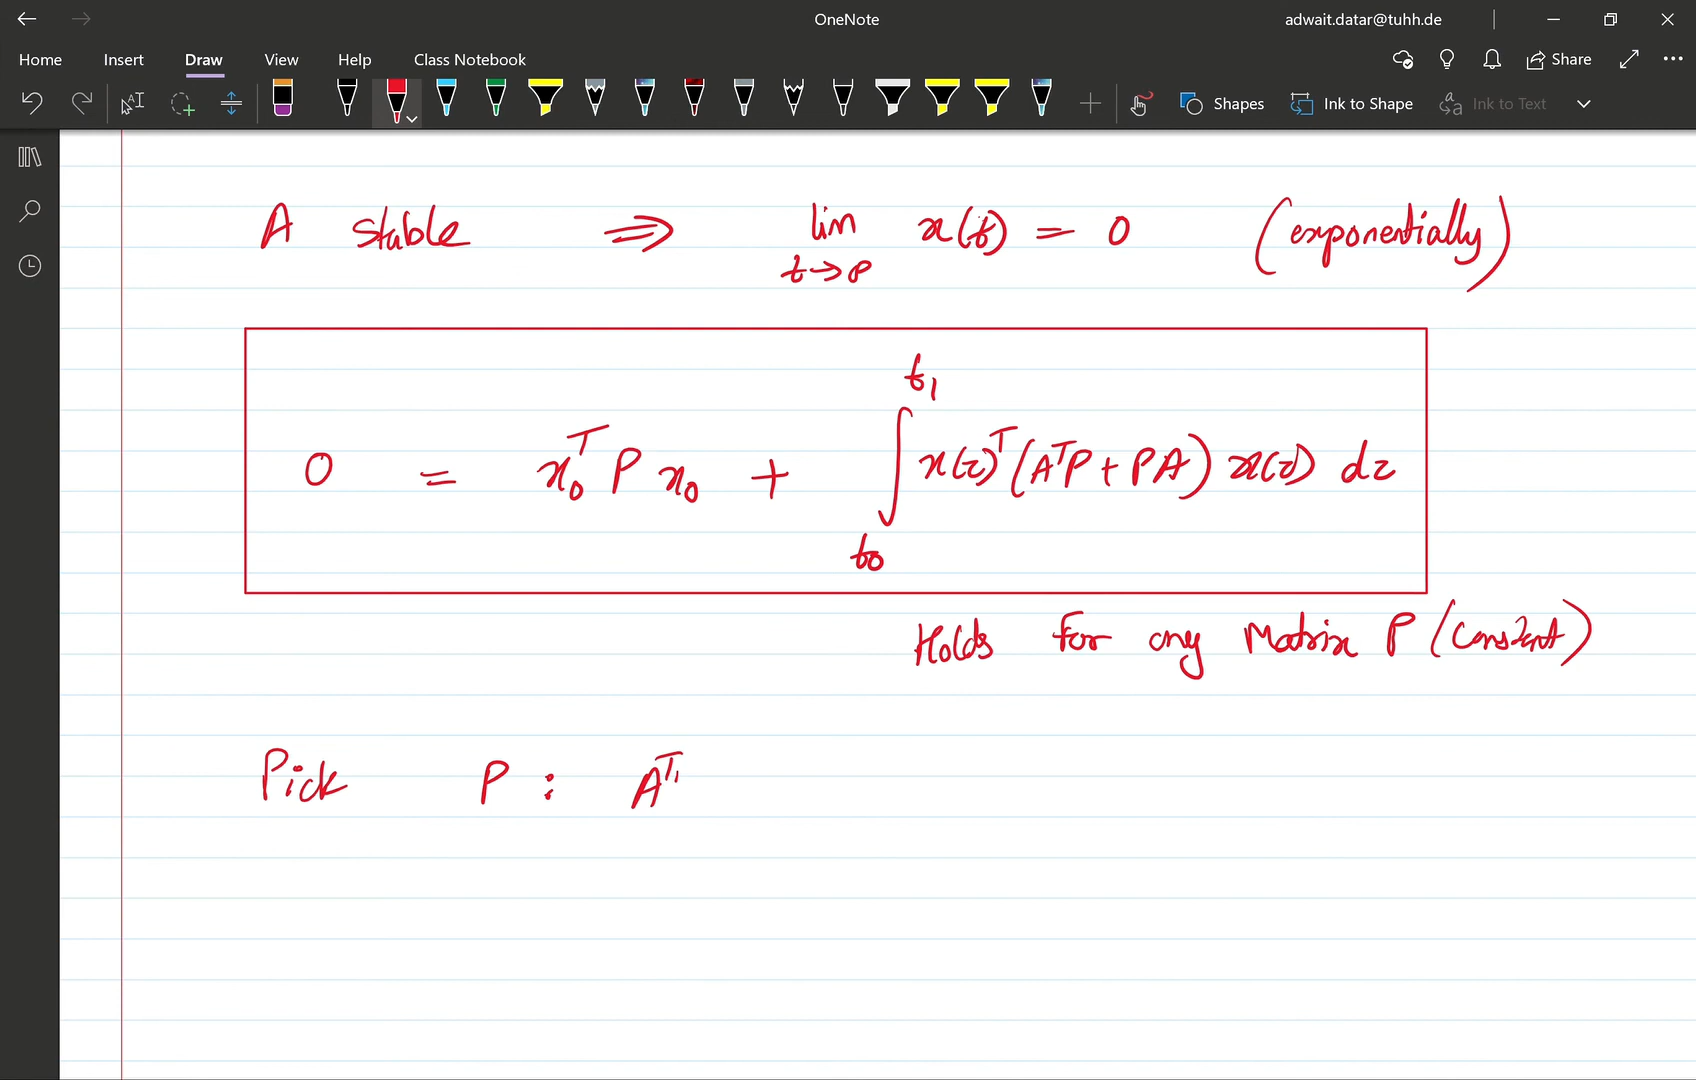 OneNote
adwait.datar@tuhh.de
Home Insert Draw View Help Class Notebook Share
Shapes Ink to Shape Ink to Text
A stable ⇒ lim x(t) = 0 (exponentially)
t→∞
t₁
0 = x₀ᵀ P x₀ + ∫ x(τ)ᵀ (AᵀP + PA) x(τ) dτ
t₀
Holds for any Matrix P (constant)
Pick P : Aᵀ